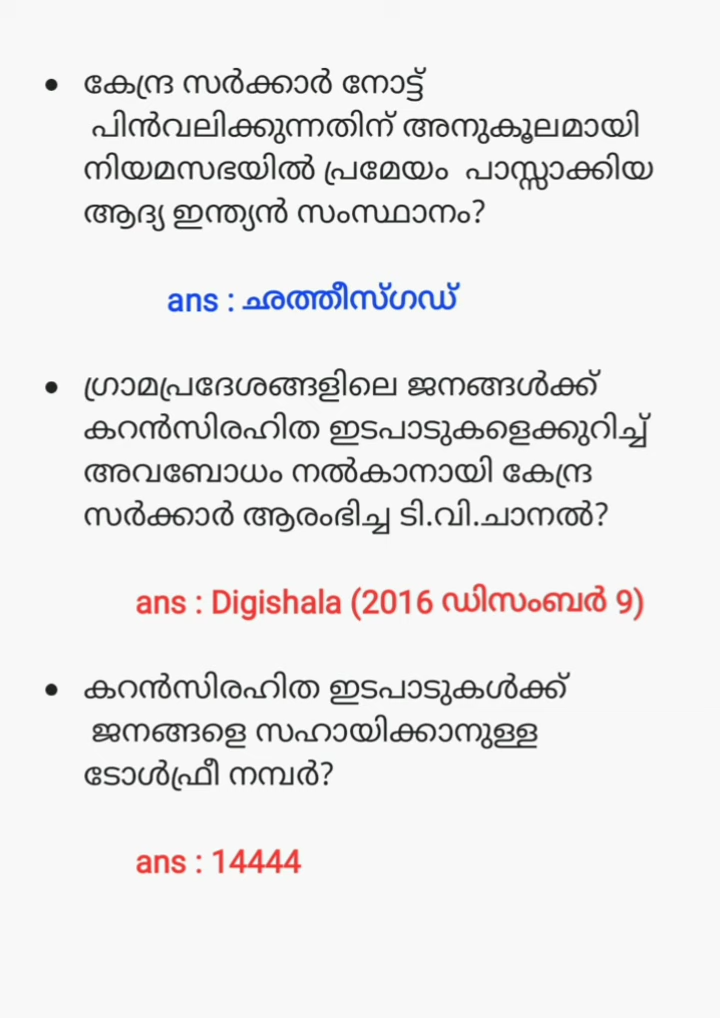 • കേന്ദ്ര സർക്കാർ നോട്ട്
പിൻവലിക്കുന്നതിന് അനുകൂലമായി
നിയമസഭയിൽ പ്രമേയം പാസ്സാക്കിയ
ആദ്യ ഇന്ത്യൻ സംസ്ഥാനം?
ans : ഛത്തീസ്ഗഡ്
• ഗ്രാമപ്രദേശങ്ങളിലെ ജനങ്ങൾക്ക്
കറൻസിരഹിത ഇടപാടുകളെക്കുറിച്ച്
അവബോധം നൽകാനായി കേന്ദ്ര
സർക്കാർ ആരംഭിച്ച ടി.വി.ചാനൽ?
ans : Digishala (2016 ഡിസംബർ 9)
• കറൻസിരഹിത ഇടപാടുകൾക്ക്
ജനങ്ങളെ സഹായിക്കാനുള്ള
ടോൾഫ്രീ നമ്പർ?
ans : 14444